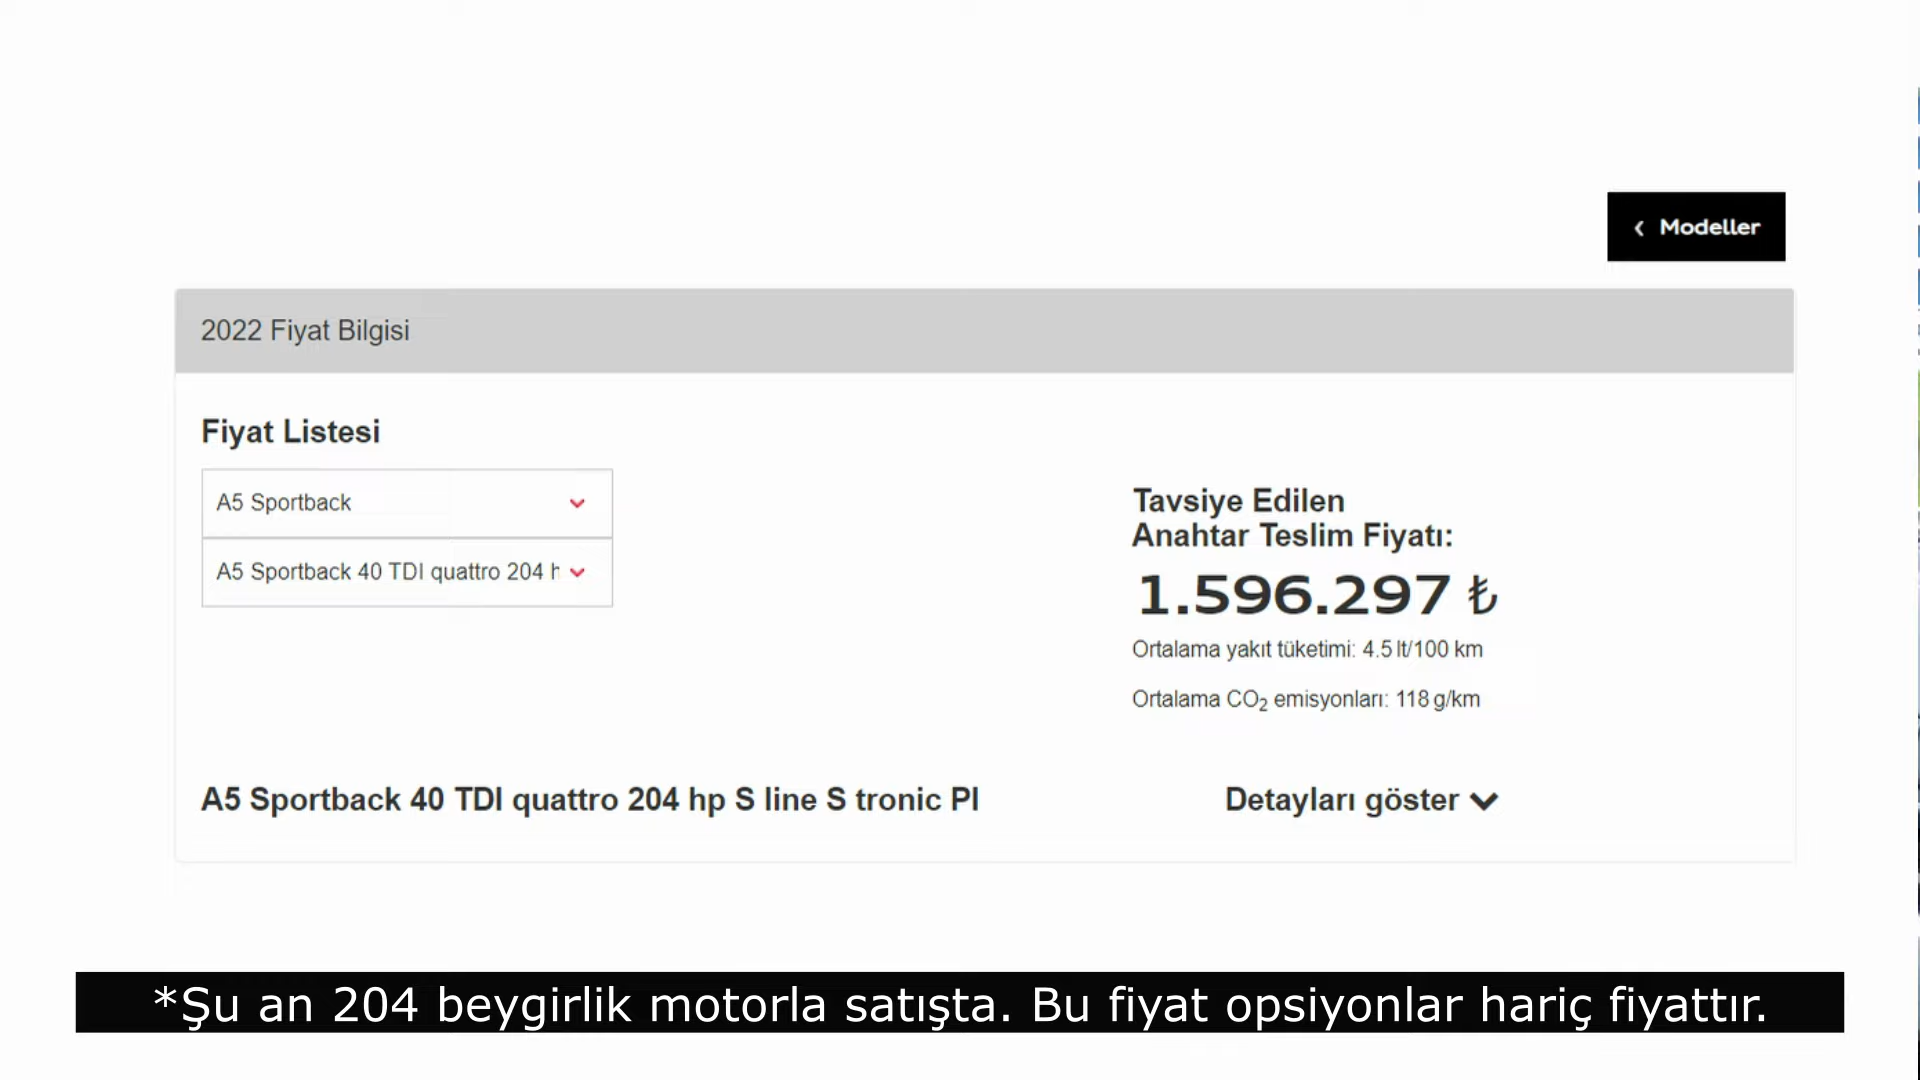 Modeller
2022 Fiyat Bilgisi
Fiyat Listesi
A5 Sportback
A5 Sportback 40 TDI quattro 204 h
Tavsiye Edilen
Anahtar Teslim Fiyatı:
1.596.297 ₺
Ortalama yakıt tüketimi: 4.5 lt/100 km
Ortalama CO₂ emisyonları: 118 g/km
A5 Sportback 40 TDI quattro 204 hp S line S tronic PI
Detayları göster
*Şu an 204 beygirlik motorla satışta. Bu fiyat opsiyonlar hariç fiyattır.